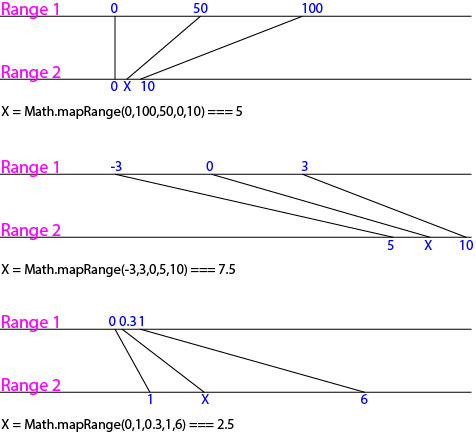 Range 1 0 50 100
Range 2 0 X 10
X = Math.mapRange(0,100,50,0,10) === 5
Range 1 -3 0 3
Range 2 5 X 10
X = Math.mapRange(-3,3,0,5,10) === 7.5
Range 1 0 0.3 1
Range 2 1 X 6
X = Math.mapRange(0,1,0.3,1,6) === 2.5